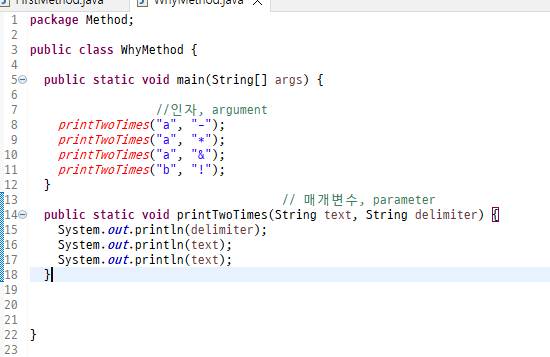 FirstMethod.java
WhyMethod.java
1 package Method;
2
3 public class WhyMethod {
4
5 public static void main(String[] args) {
6
7 //인자, argument
8 printTwoTimes("a", "-");
9 printTwoTimes("a", "*");
10 printTwoTimes("a", "&");
11 printTwoTimes("b", "!");
12 }
13 // 매개변수, parameter
14 public static void printTwoTimes(String text, String delimiter) {
15 System.out.println(delimiter);
16 System.out.println(text);
17 System.out.println(text);
18 }
19
20
21
22 }
23